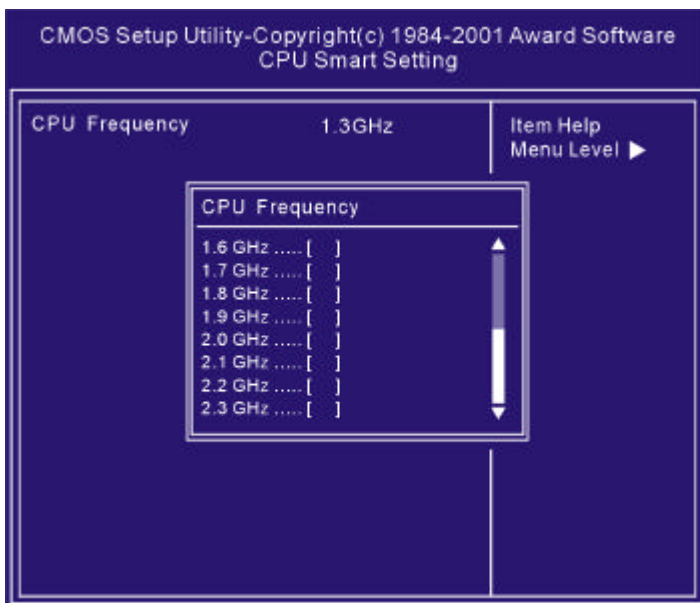 CMOS Setup Utility-Copyright(c) 1984-2001 Award Software
CPU Smart Setting
CPU Frequency 1.3GHz
Item Help
Menu Level ▶
CPU Frequency
1.6 GHz ..... [ ]
1.7 GHz ..... [ ]
1.8 GHz ..... [ ]
1.9 GHz ..... [ ]
2.0 GHz ..... [ ]
2.1 GHz ..... [ ]
2.2 GHz ..... [ ]
2.3 GHz ..... [ ]